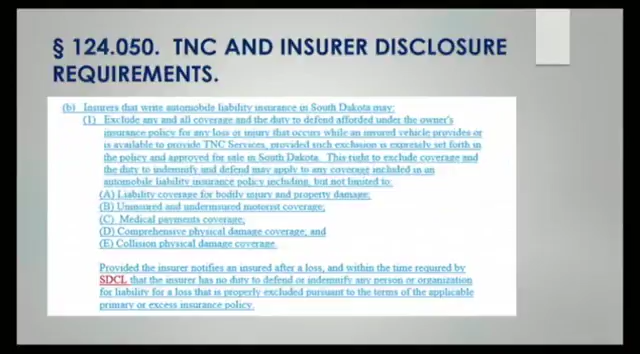 § 124.050. TNC AND INSURER DISCLOSURE
REQUIREMENTS.
(b) Insurers that write automobile liability insurance in South Dakota may:
(1) Exclude any and all coverage and the duty to defend afforded under the owner's
insurance policy for any loss or injury that occurs while an insured vehicle provides or
is available to provide TNC Services, provided such exclusion is expressly set forth in
the policy and approved for sale in South Dakota. This right to exclude coverage and
the duty to indemnify and defend may apply to any coverage included in an
automobile liability insurance policy including, but not limited to:
(A) Liability coverage for bodily injury and property damage;
(B) Uninsured and underinsured motorist coverage;
(C) Medical payments coverage;
(D) Comprehensive physical damage coverage; and
(E) Collision physical damage coverage.
Provided the insurer notifies an insured after a loss, and within the time required by
SDCL that the insurer has no duty to defend or indemnify any person or organization
for liability for a loss that is properly excluded pursuant to the terms of the applicable
primary or excess insurance policy.